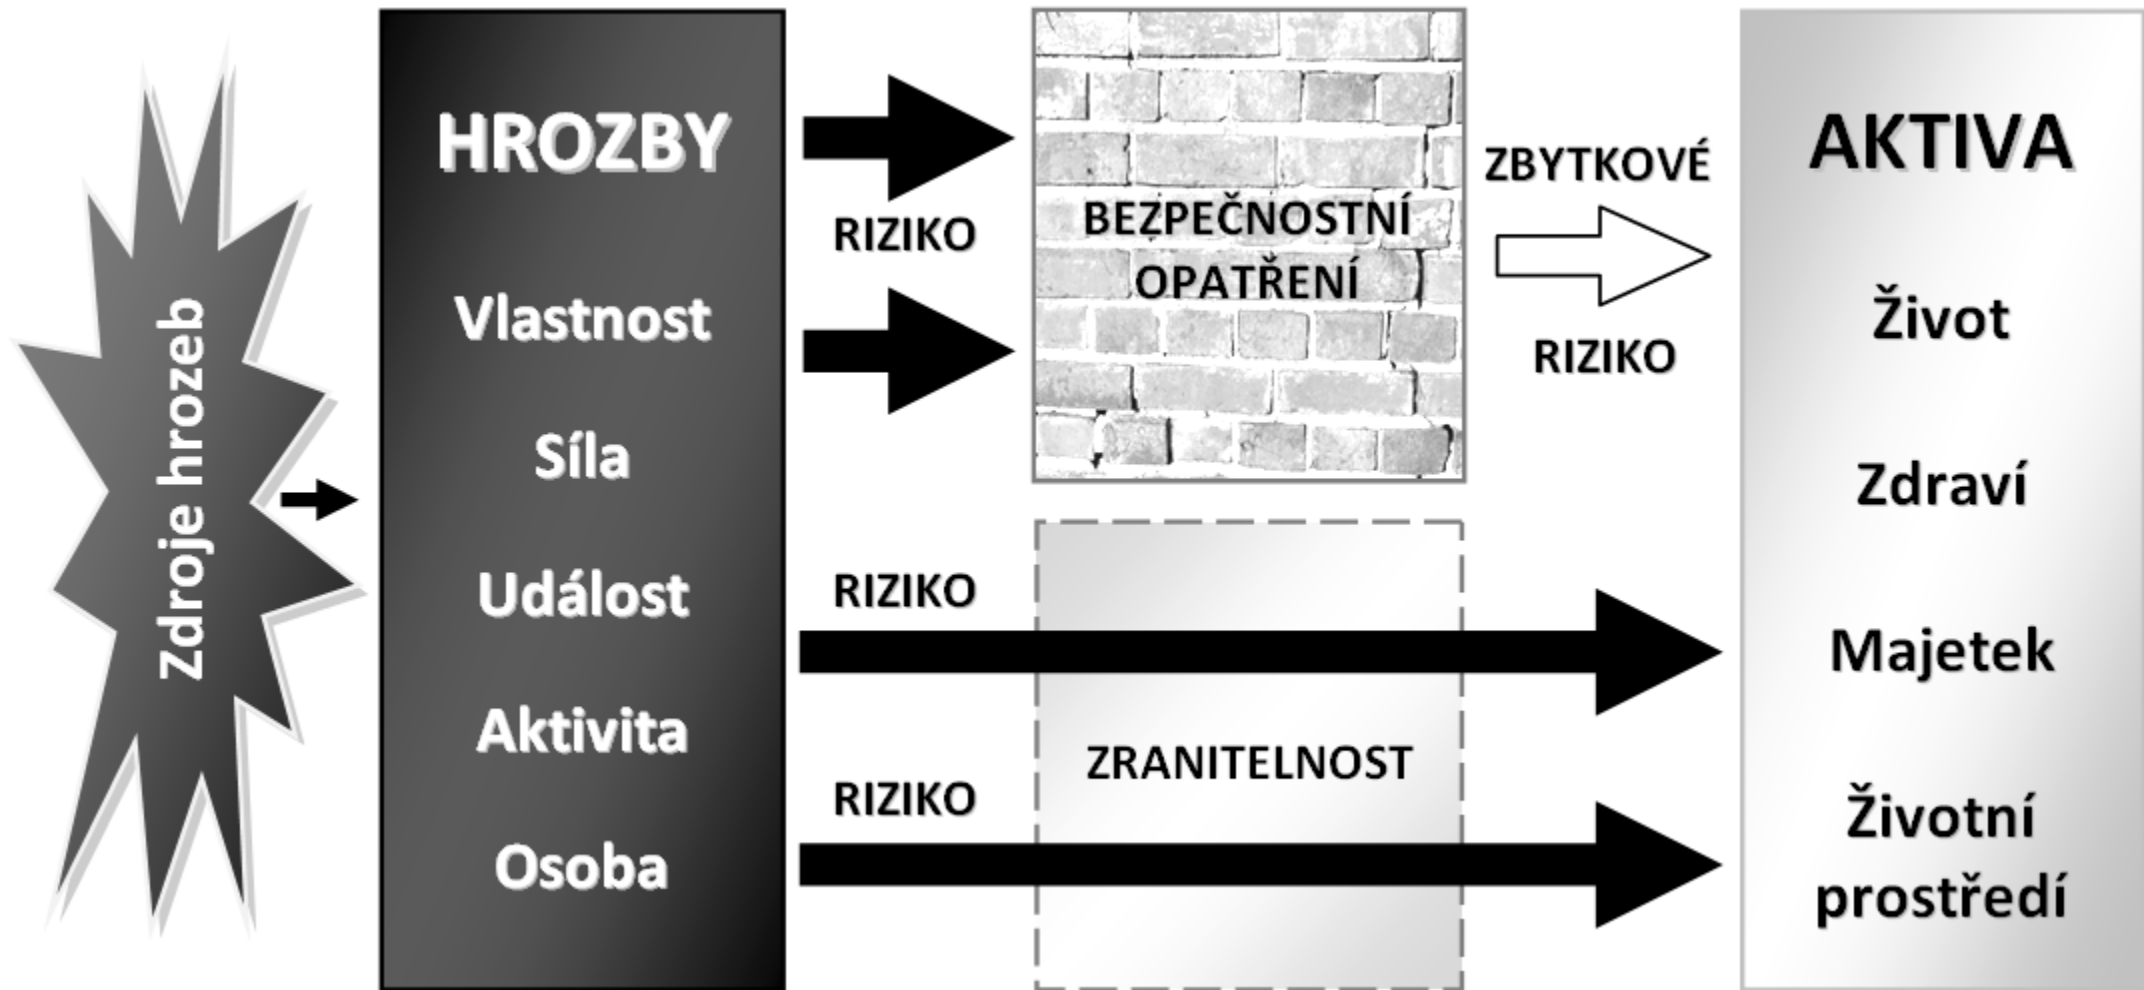 Zdroje hrozeb
HROZBY
Vlastnost
Síla
Událost
Aktivita
Osoba
RIZIKO
BEZPEČNOSTNÍ
OPATŘENÍ
ZBYTKOVÉ
RIZIKO
RIZIKO
ZRANITELNOST
RIZIKO
AKTIVA
Život
Zdraví
Majetek
Životní
prostředí